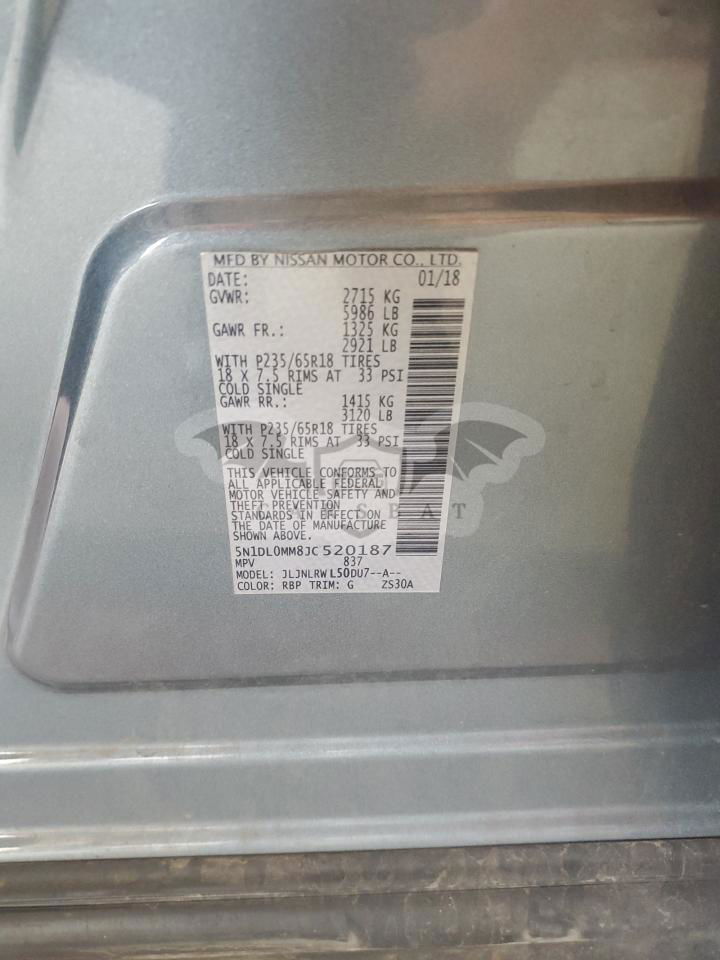 MFD BY NISSAN MOTOR CO., LTD.
DATE: 01/18
GVWR: 2715 KG
5986 LB
GAWR FR.: 1325 KG
2921 LB
WITH P235/65R18 TIRES
18 X 7.5 RIMS AT 33 PSI
COLD SINGLE
GAWR RR.: 1415 KG
3120 LB
WITH P235/65R18 TIRES
18 X 7.5 RIMS AT 33 PSI
COLD SINGLE
THIS VEHICLE CONFORMS TO
ALL APPLICABLE FEDERAL
MOTOR VEHICLE SAFETY AND
THEFT PREVENTION
STANDARDS IN EFFECT ON
THE DATE OF MANUFACTURE
SHOWN ABOVE.
5N1DL0MM8JC520187
MPV 837
MODEL: JLJNLRWL50DU7--A--
COLOR: RBP TRIM: G ZS30A